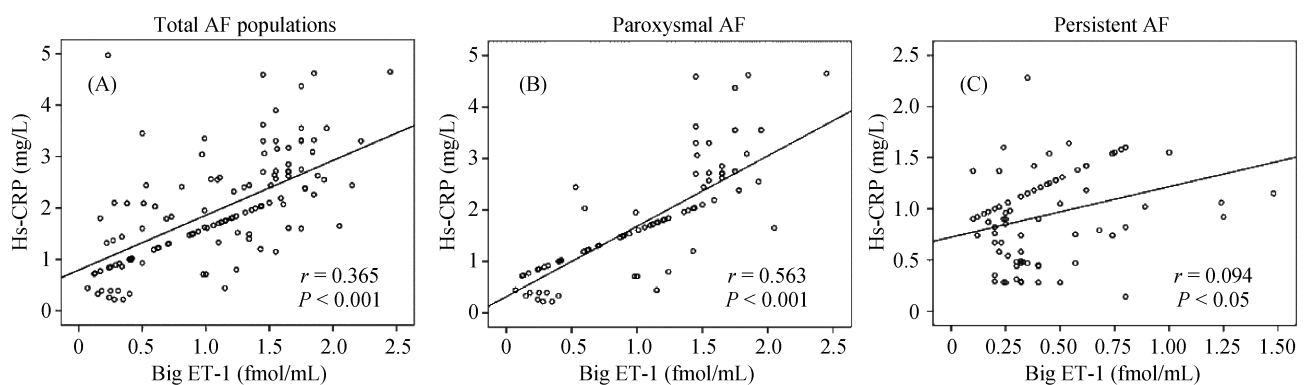 Total AF populations
(A)
Hs-CRP (mg/L)
5
4
3
2
1
0
r = 0.365
P < 0.001
0 0.5 1.0 1.5 2.0 2.5
Big ET-1 (fmol/mL)
Paroxysmal AF
(B)
Hs-CRP (mg/L)
5
4
3
2
1
0
r = 0.563
P < 0.001
0 0.5 1.0 1.5 2.0 2.5
Big ET-1 (fmol/mL)
Persistent AF
(C)
Hs-CRP (mg/L)
2.5
2.0
1.5
1.0
0.5
0
r = 0.094
P < 0.05
0 0.25 0.50 0.75 1.00 1.25 1.50
Big ET-1 (fmol/mL)